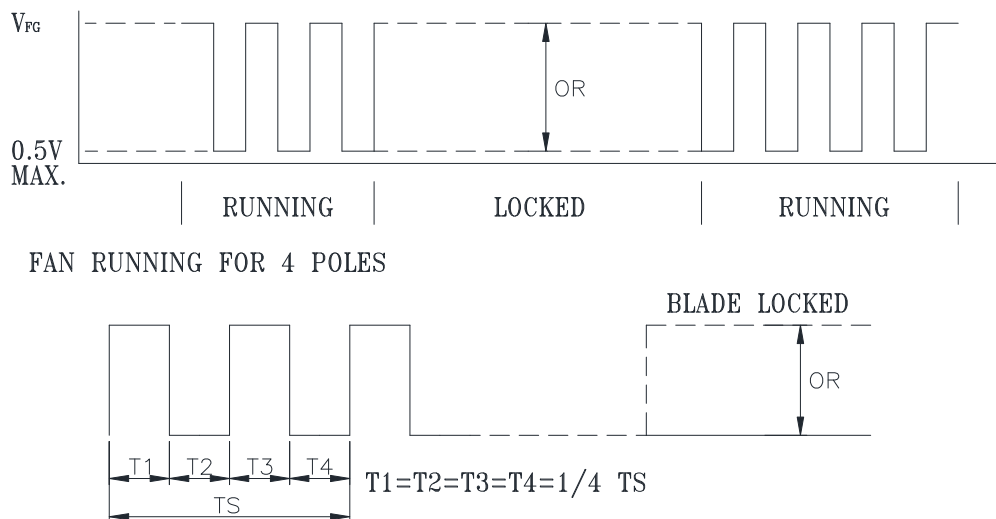 VFG
OR
0.5V
MAX.
RUNNING LOCKED RUNNING
FAN RUNNING FOR 4 POLES
BLADE LOCKED
OR
T1 T2 T3 T4
T1=T2=T3=T4=1/4 TS
TS